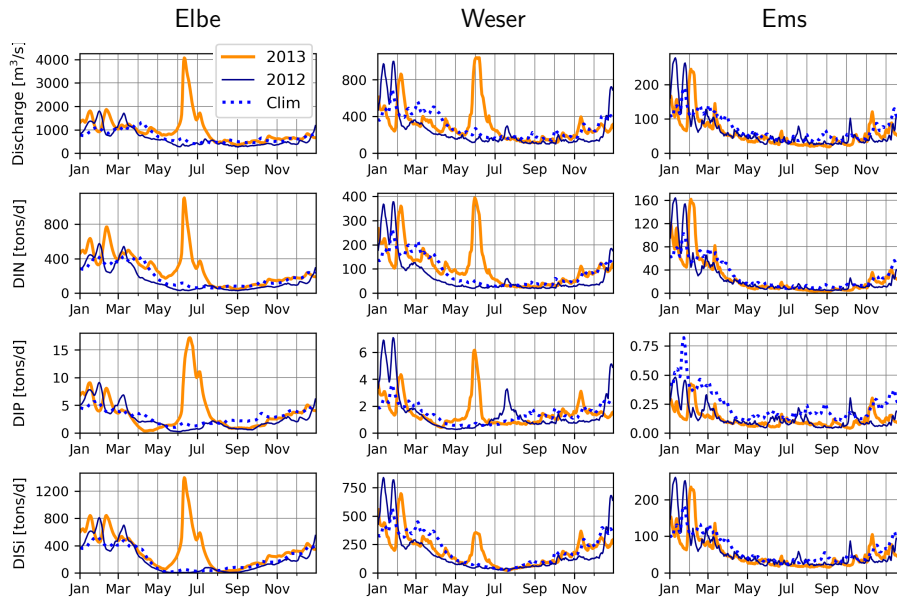 Elbe Weser Ems
Discharge [m³/s]
4000
3000
2000
1000
0
2013
2012
Clim
Jan Mar May Jul Sep Nov
800
400
0
Jan Mar May Jul Sep Nov
200
100
0
Jan Mar May Jul Sep Nov
DIN [tons/d]
800
400
0
Jan Mar May Jul Sep Nov
400
300
200
100
0
Jan Mar May Jul Sep Nov
160
120
80
40
0
Jan Mar May Jul Sep Nov
DIP [tons/d]
15
10
5
0
Jan Mar May Jul Sep Nov
6
4
2
0
Jan Mar May Jul Sep Nov
0.75
0.50
0.25
0.00
Jan Mar May Jul Sep Nov
DISi [tons/d]
1200
800
400
0
Jan Mar May Jul Sep Nov
750
500
250
0
Jan Mar May Jul Sep Nov
200
100
0
Jan Mar May Jul Sep Nov